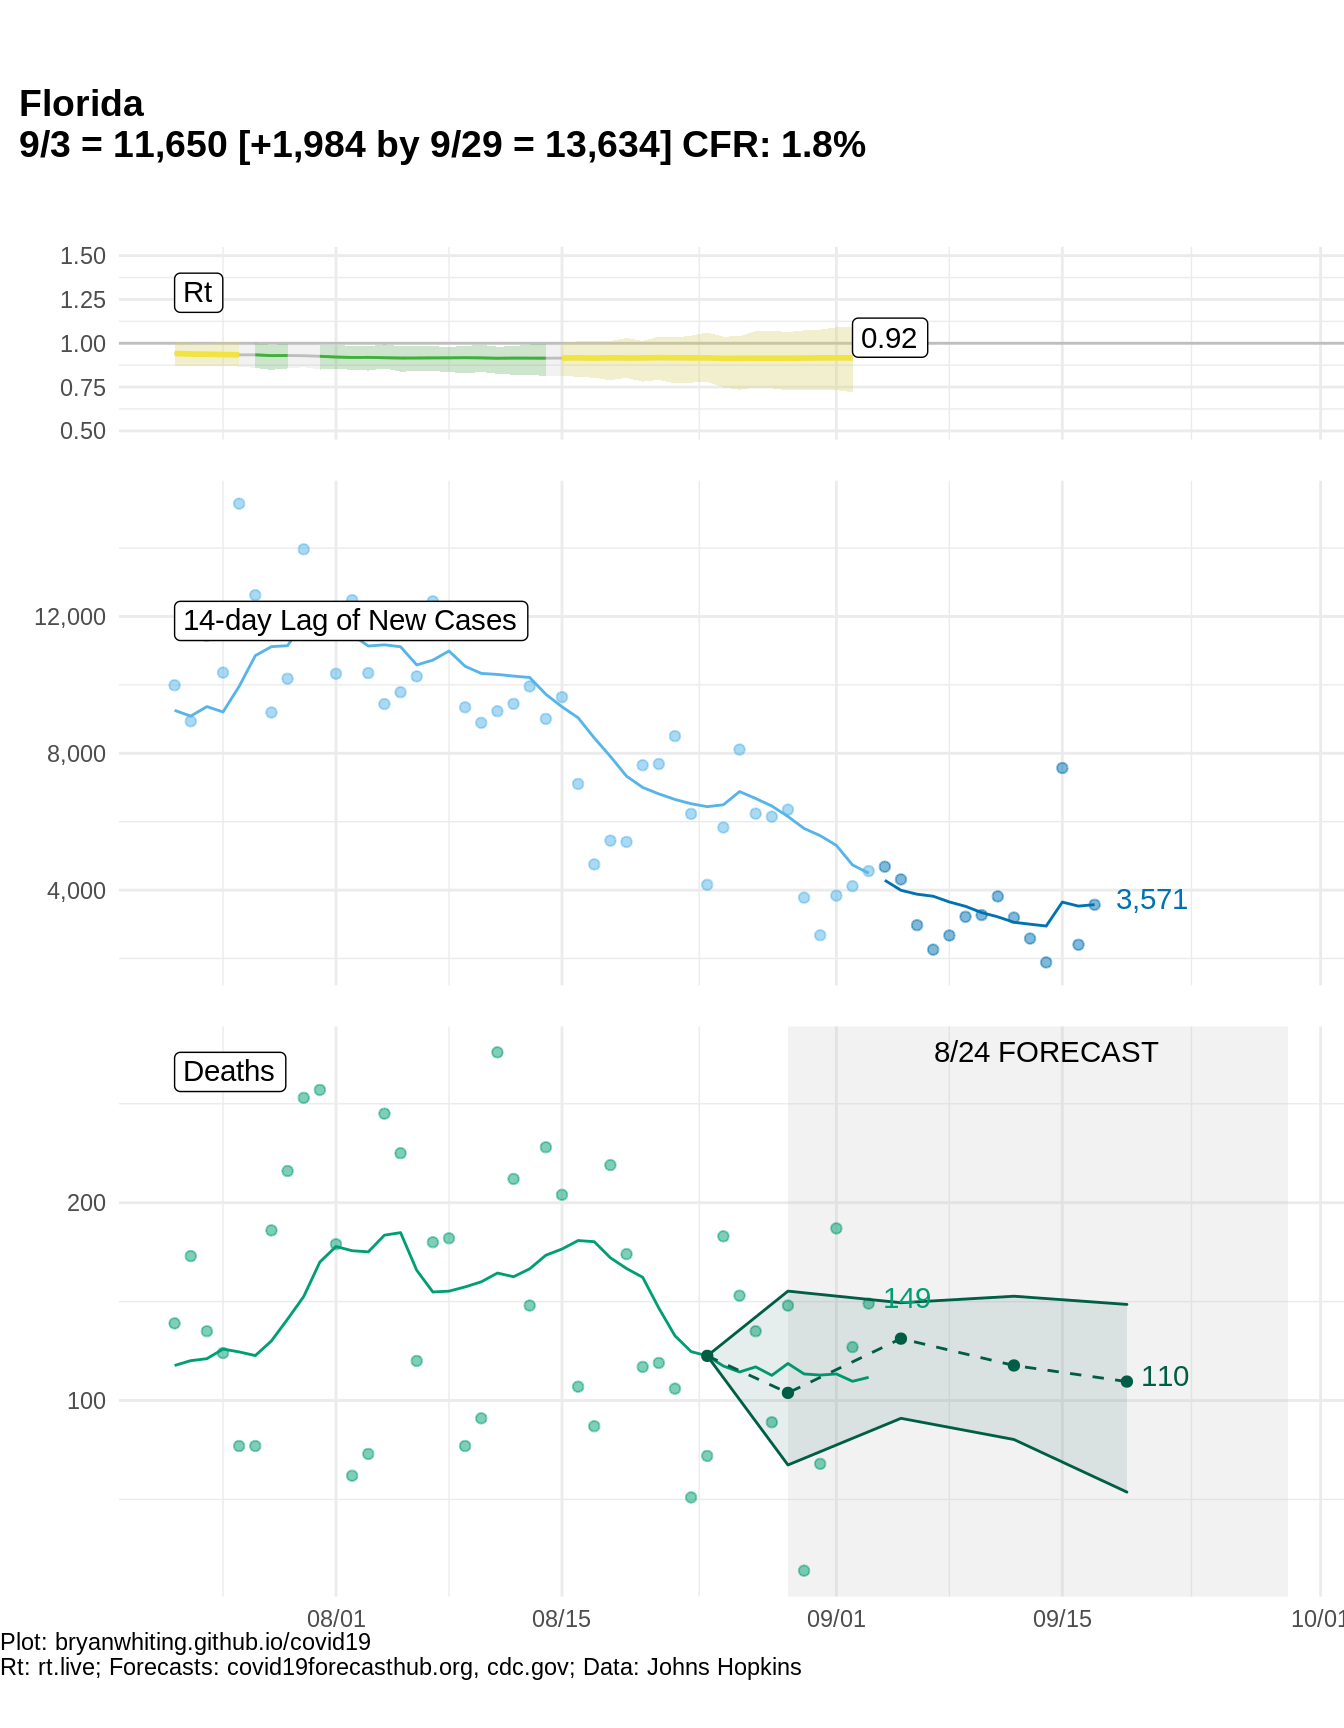 Florida
9/3 = 11,650 [+1,984 by 9/29 = 13,634] CFR: 1.8%
1.50
Rt
1.25
1.00
0.92
0.75
0.50
12,000
14-day Lag of New Cases
8,000
4,000
3,571
8/24 FORECAST
Deaths
200
149
110
100
08/01
08/15
09/01
09/15
10/01
Plot: bryanwhiting.github.io/covid19
Rt: rt.live; Forecasts: covid19forecasthub.org, cdc.gov; Data: Johns Hopkins